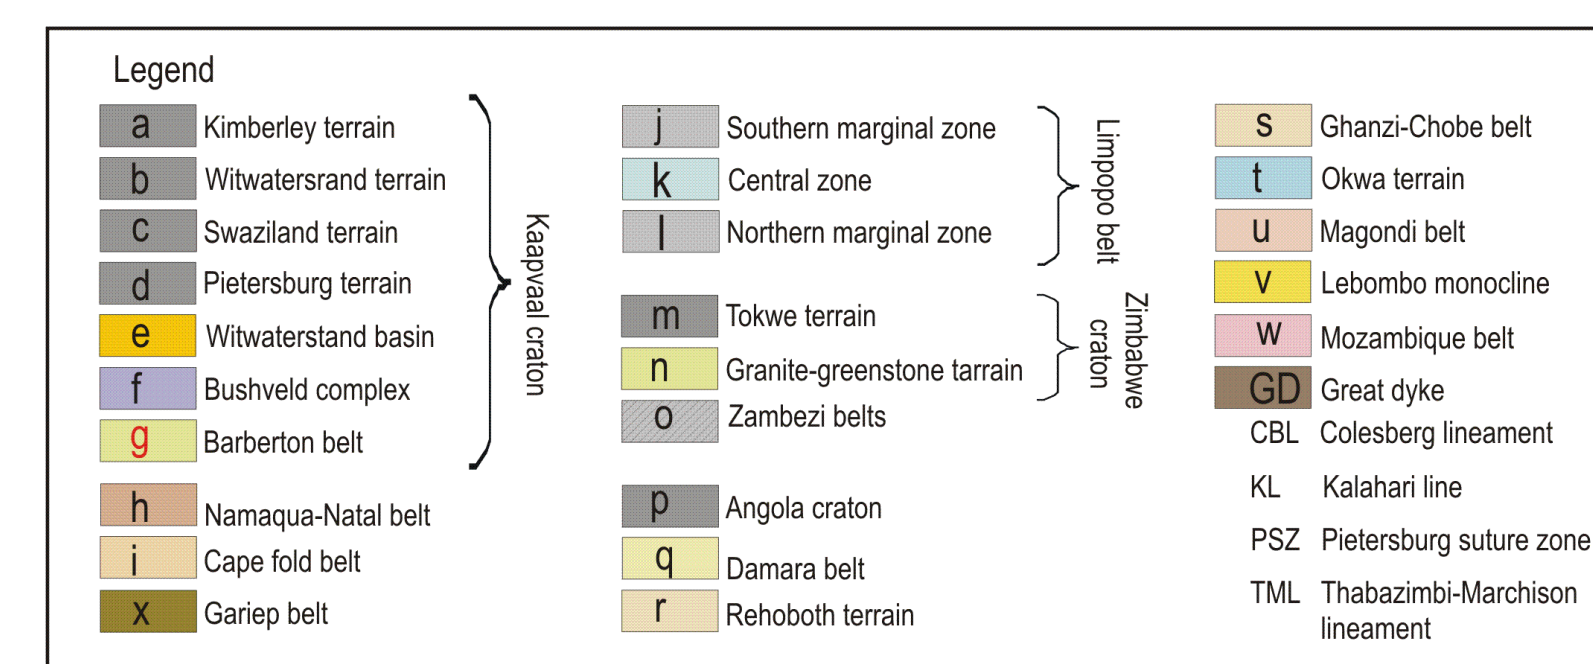 Legend
a Kimberley terrain
b Witwatersrand terrain
c Swaziland terrain
d Pietersburg terrain
e Witwaterstand basin
f Bushveld complex
g Barberton belt
Kaapvaal craton
h Namaqua-Natal belt
i Cape fold belt
x Gariep belt
j Southern marginal zone
k Central zone
l Northern marginal zone
Limpopo belt
m Tokwe terrain
n Granite-greenstone tarrain
Zimbabwe
craton
o Zambezi belts
p Angola craton
q Damara belt
r Rehoboth terrain
s Ghanzi-Chobe belt
t Okwa terrain
u Magondi belt
v Lebombo monocline
w Mozambique belt
GD Great dyke
CBL Colesberg lineament
KL Kalahari line
PSZ Pietersburg suture zone
TML Thabazimbi-Marchison
lineament